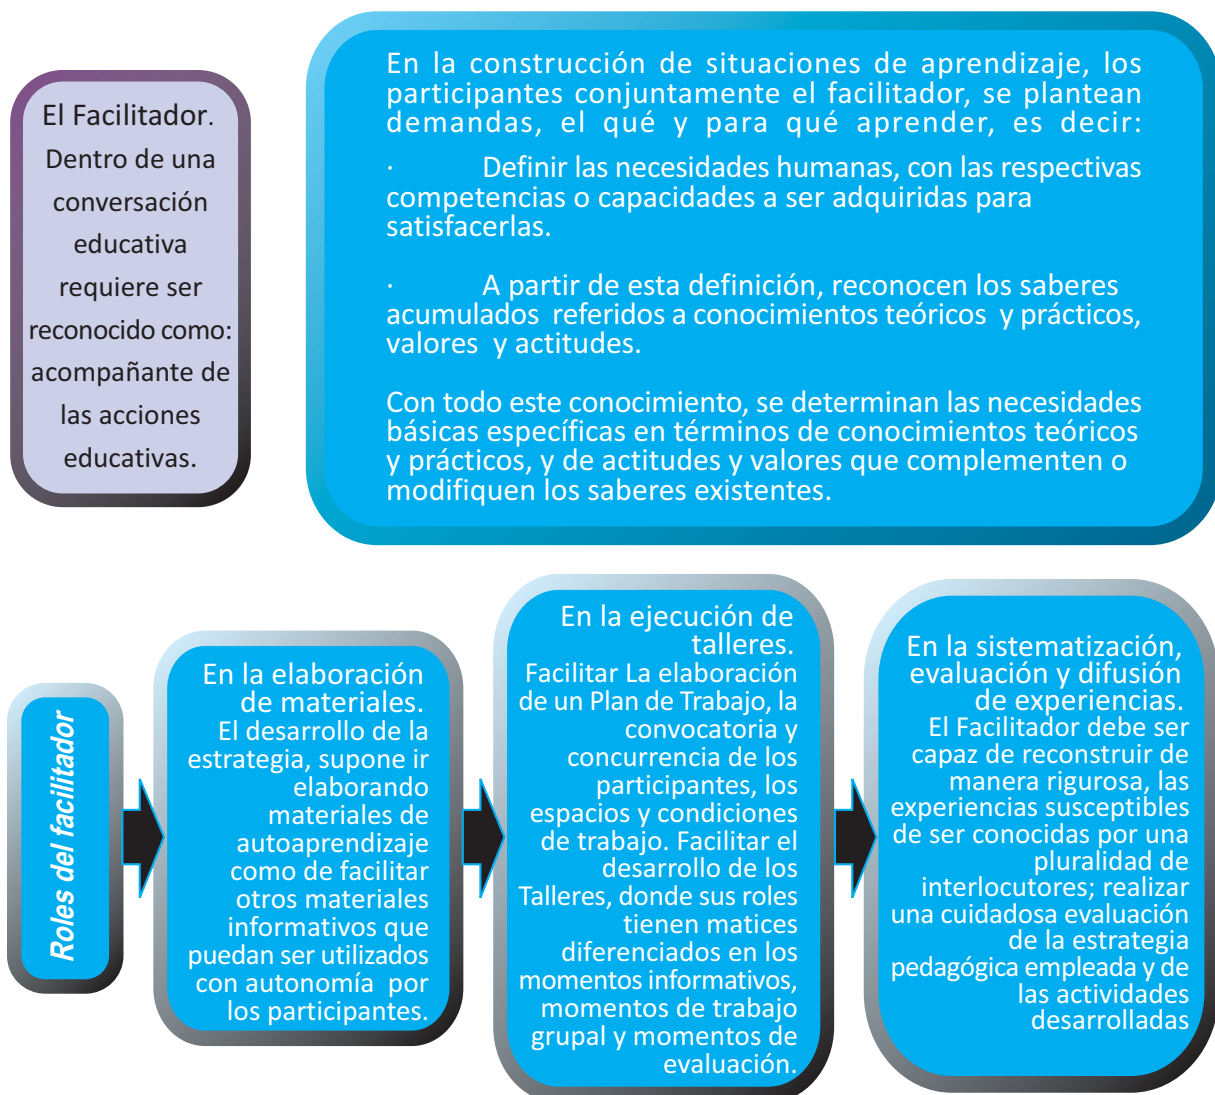 El Facilitador.
Dentro de una
conversación
educativa
requiere ser
reconocido como:
acompañante de
las acciones
educativas.
En la construcción de situaciones de aprendizaje, los
participantes conjuntamente el facilitador, se plantean
demandas, el qué y para qué aprender, es decir:
· Definir las necesidades humanas, con las respectivas
competencias o capacidades a ser adquiridas para
satisfacerlas.
· A partir de esta definición, reconocen los saberes
acumulados referidos a conocimientos teóricos y prácticos,
valores y actitudes.
Con todo este conocimiento, se determinan las necesidades
básicas específicas en términos de conocimientos teóricos
y prácticos, y de actitudes y valores que complementen o
modifiquen los saberes existentes.
Roles del facilitador
En la elaboración
de materiales.
El desarrollo de la
estrategia, supone ir
elaborando
materiales de
autoaprendizaje
como de facilitar
otros materiales
informativos que
puedan ser utilizados
con autonomía por
los participantes.
En la ejecución de
talleres.
Facilitar La elaboración
de un Plan de Trabajo, la
convocatoria y
concurrencia de los
participantes, los
espacios y condiciones
de trabajo. Facilitar el
desarrollo de los
Talleres, donde sus roles
tienen matices
diferenciados en los
momentos informativos,
momentos de trabajo
grupal y momentos de
evaluación.
En la sistematización,
evaluación y difusión
de experiencias.
El Facilitador debe ser
capaz de reconstruir de
manera rigurosa, las
experiencias susceptibles
de ser conocidas por una
pluralidad de
interlocutores; realizar
una cuidadosa evaluación
de la estrategia
pedagógica empleada y de
las actividades
desarrolladas